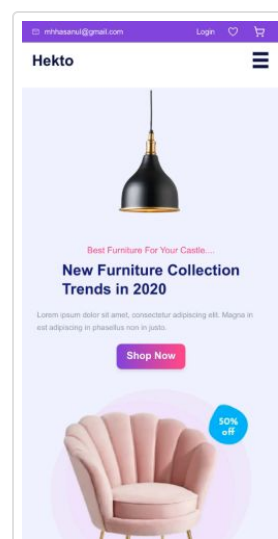 mhhasanul@gmail.com Login
Hekto
Best Furniture For Your Castle....
New Furniture Collection
Trends in 2020
Lorem ipsum dolor sit amet, consectetur adipiscing elit. Magna in
est adipiscing in phasellus non in justo.
Shop Now
50%
off